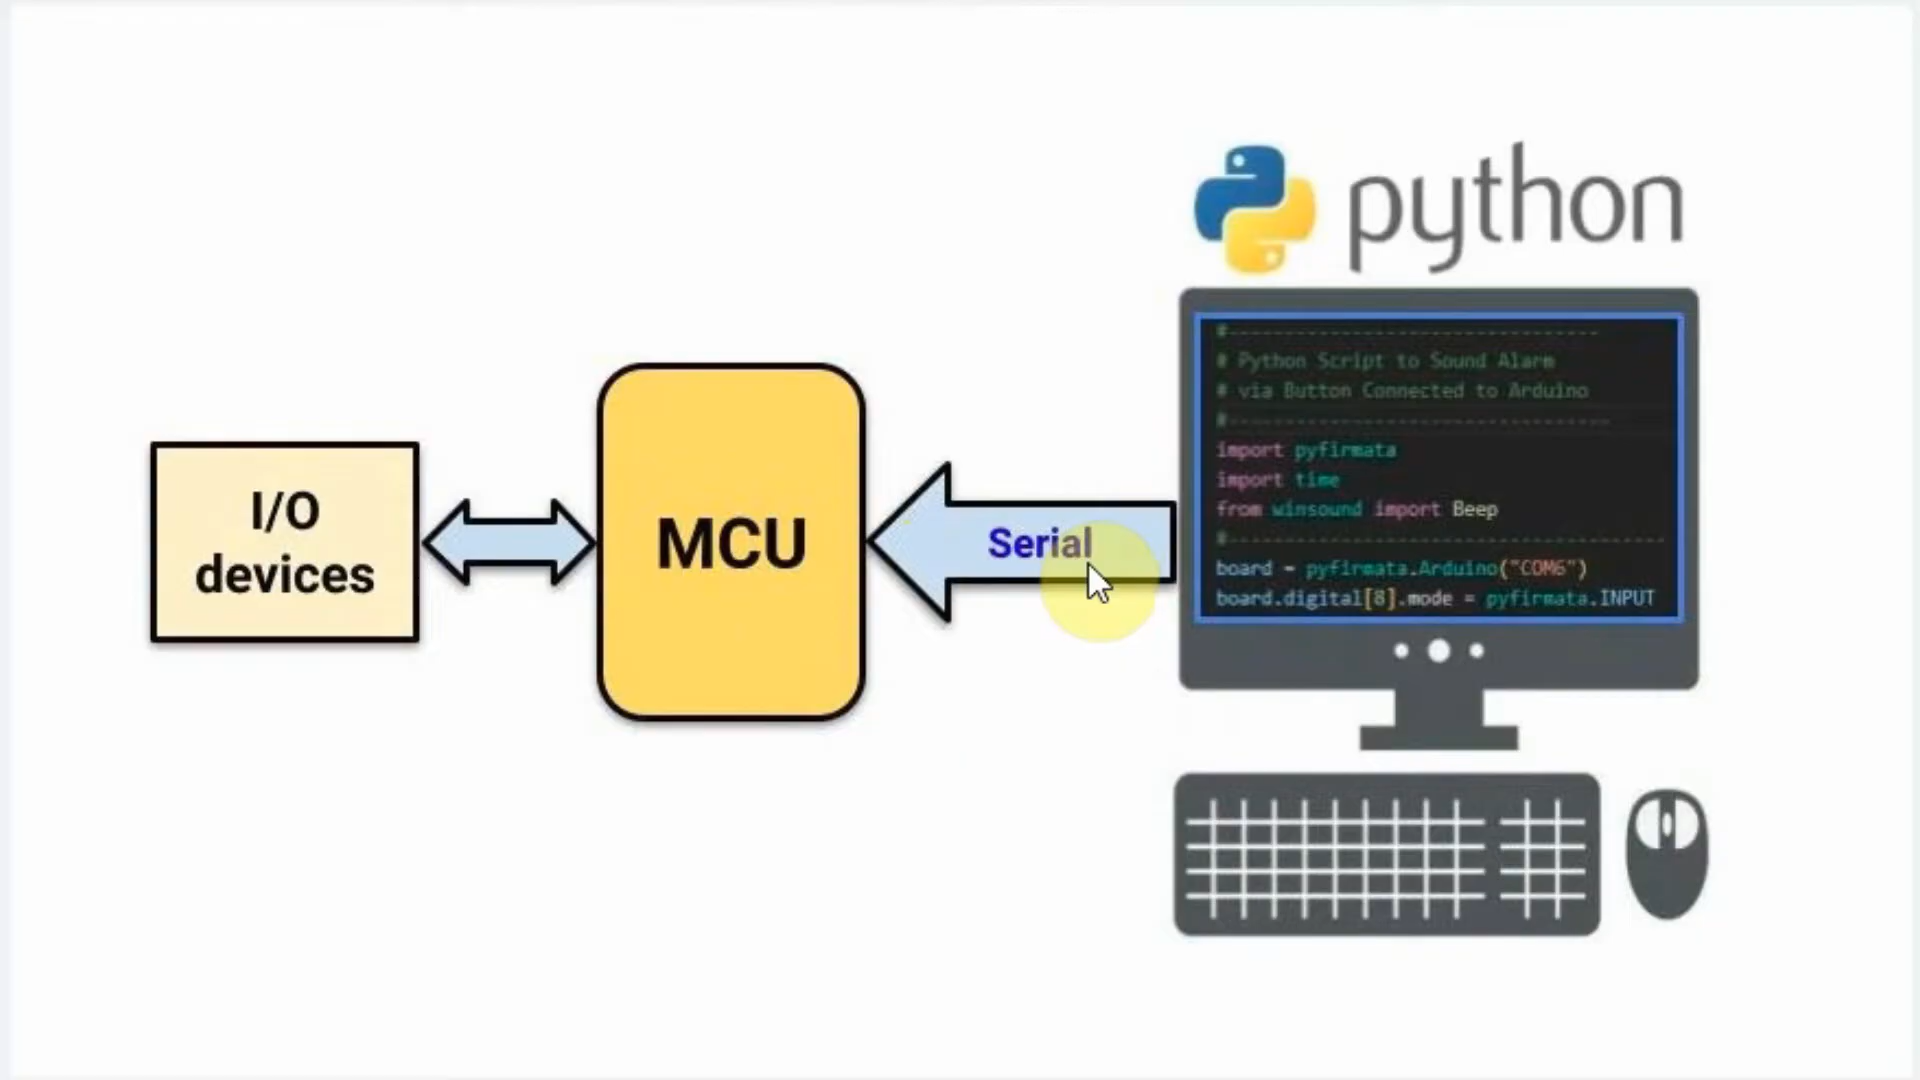 python
#----------------------------------
# Python Script to Sound Alarm
# via Button Connected to Arduino
#-----------------------------------
import pyfirmata
import time
from winsound import Beep
#----------------------------------------
board = pyfirmata.Arduino("COM6")
board.digital[8].mode = pyfirmata.INPUT
I/O
devices
MCU
Serial